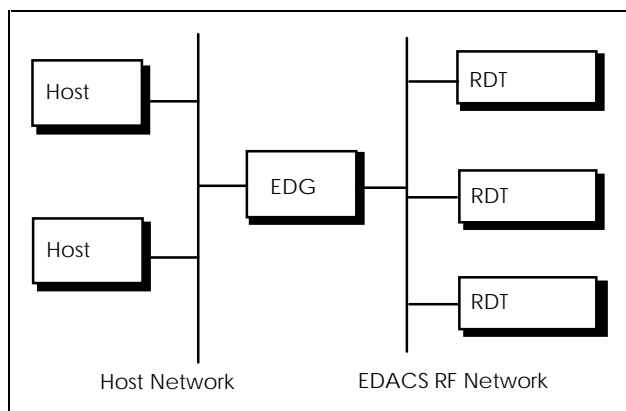 Host
RDT
EDG
RDT
Host
RDT
Host Network
EDACS RF Network